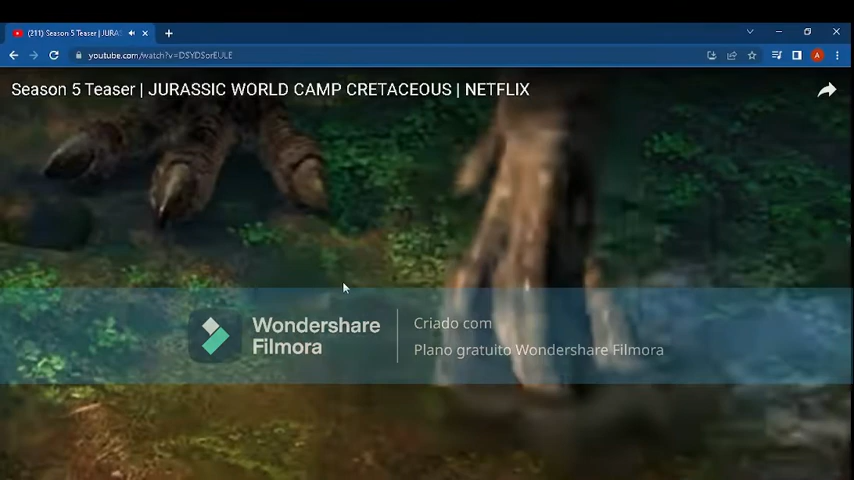 (211) Season 5 Teaser | JURA
youtube.com/watch?v=DSYDSorEULE
A
Season 5 Teaser | JURASSIC WORLD CAMP CRETACEOUS | NETFLIX
Wondershare
Filmora
Criado com
Plano gratuito Wondershare Filmora